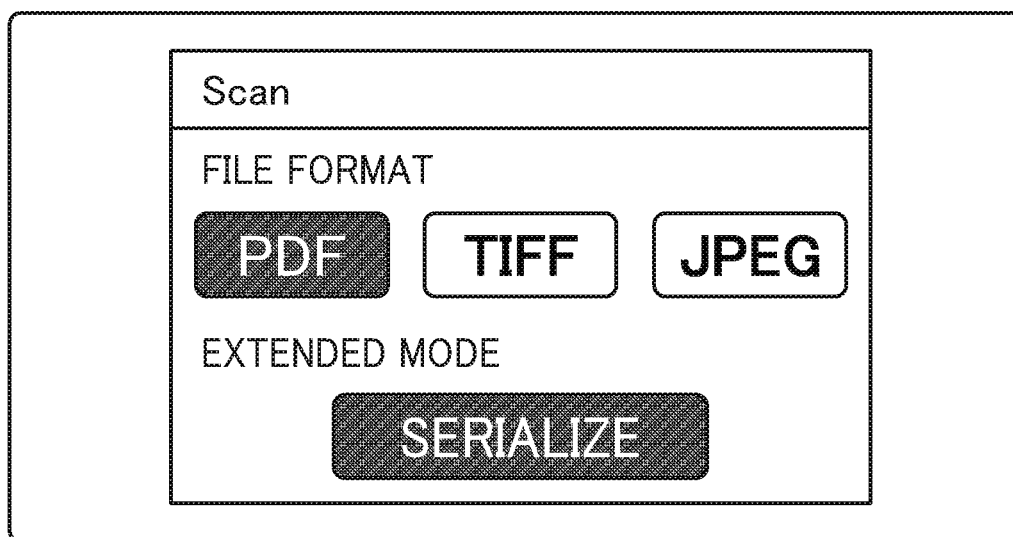 Scan
FILE FORMAT
PDF TIFF JPEG
EXTENDED MODE
SERIALIZE